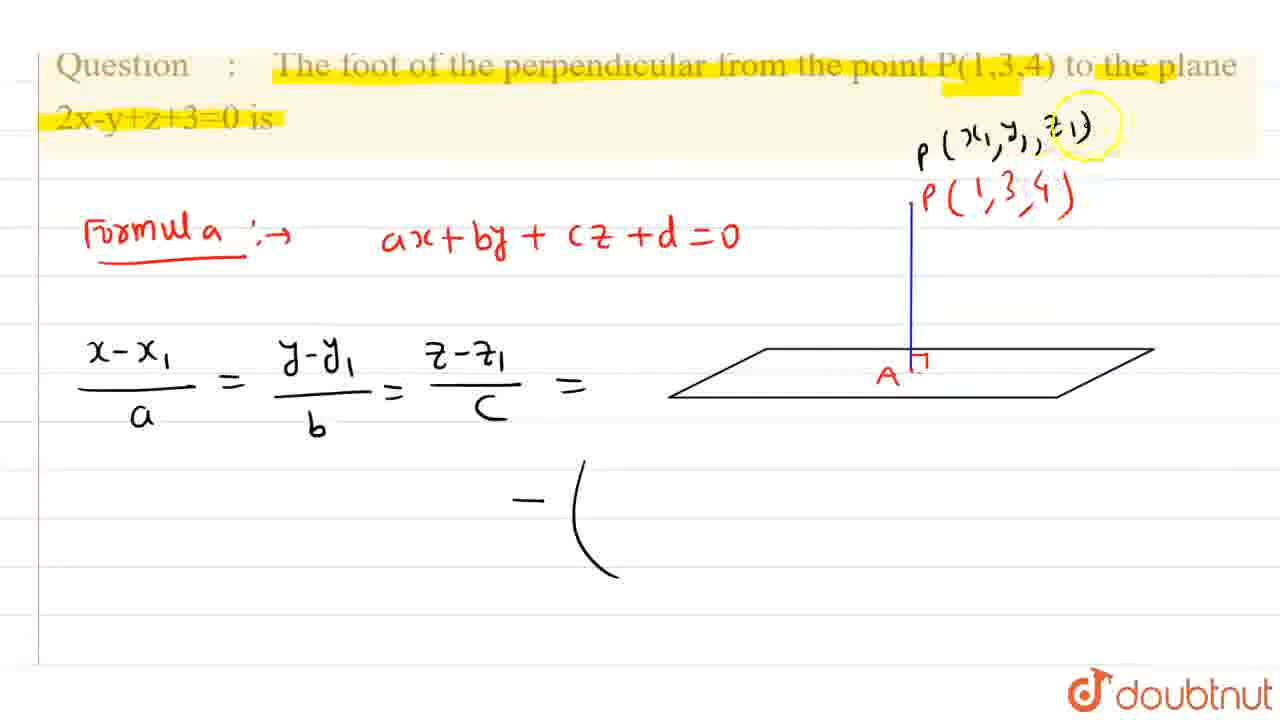 Question : The foot of the perpendicular from the point P(1,3,4) to the plane
2x-y+z+3=0 is
P (x₁, y₁, z₁)
P (1, 3, 4)
Formula :→ ax + by + cz + d = 0
x - x₁ / a = y - y₁ / b = z - z₁ / c =
A
- (
doubtnut